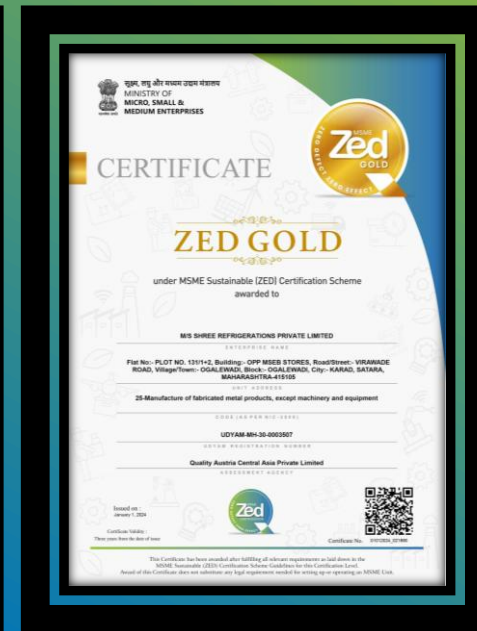 सूक्ष्म, लघु और मध्यम उद्यम मंत्रालय
MINISTRY OF
MICRO, SMALL &
MEDIUM ENTERPRISES
MSME
Zed
GOLD
ZERO DEFECT ZERO EFFECT
CERTIFICATE
ZED GOLD
under MSME Sustainable (ZED) Certification Scheme
awarded to
M/S SHREE REFRIGERATIONS PRIVATE LIMITED
ENTERPRISE NAME
Flat No:- PLOT NO. 131/1+2, Building:- OPP MSEB STORES, Road/Street:- VIRAWADE
ROAD, Village/Town:- OGALEWADI, Block:- OGALEWADI, City:- KARAD, SATARA,
MAHARASHTRA-415105
UNIT ADDRESS
25-Manufacture of fabricated metal products, except machinery and equipment
UDYAM-MH-30-0003507
UDYAM REGISTRATION NUMBER
Quality Austria Central Asia Private Limited
ASSESSMENT AGENCY
Issued on :
January 1, 2024
Certificate Validity :
Three years from the date of issue
Zed
Certificate No.
This Certificate has been awarded after fulfilling all relevant requirements as laid down in the
MSME Sustainable (ZED) Certification Scheme Guidelines for this Certification Level.
Award of this Certificate does not substitute any legal requirement needed for setting up or operating an MSME Unit.